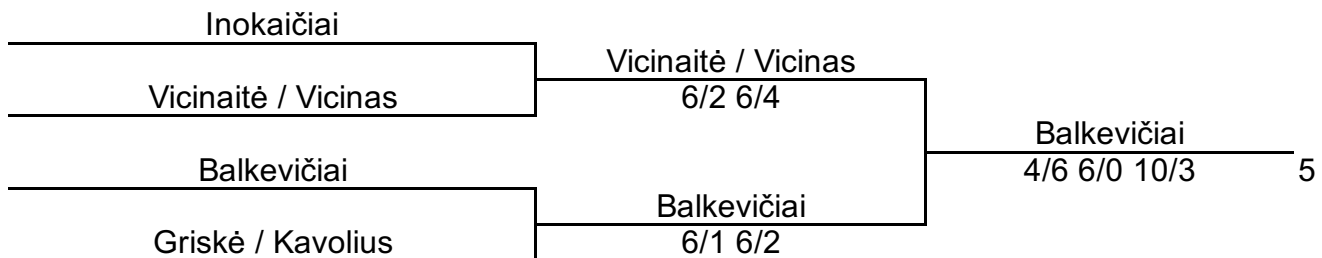 Inokaičiai
Vicinaitė / Vicinas
Vicinaitė / Vicinas
6/2 6/4
Balkevičiai
4/6 6/0 10/3 5
Balkevičiai
Balkevičiai
Griskė / Kavolius
6/1 6/2